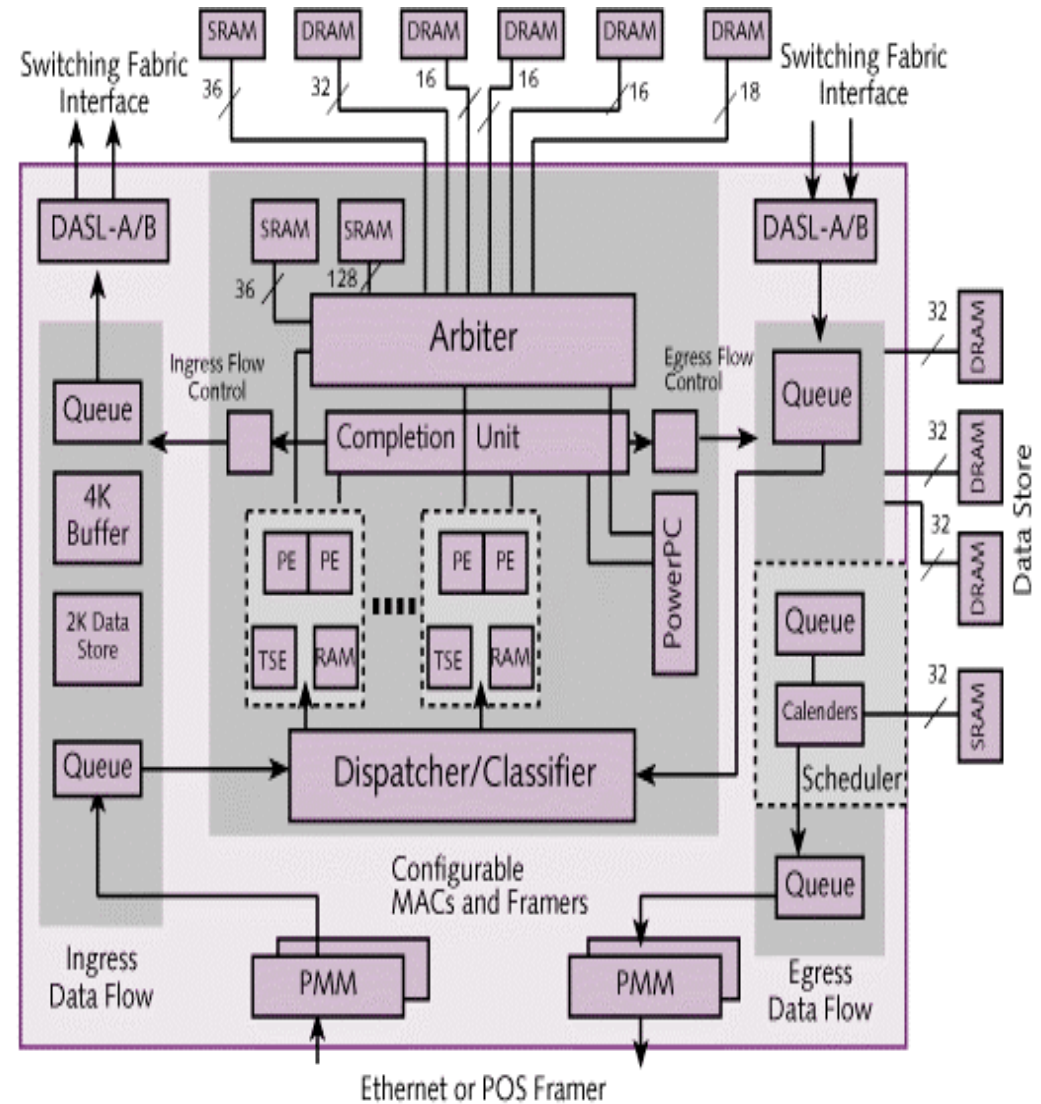 SRAM
DRAM
DRAM
DRAM
DRAM
DRAM
Switching Fabric
Interface
36
32
16
16
16
18
Switching Fabric
Interface
DASL-A/B
SRAM
SRAM
DASL-A/B
36
128
Arbiter
Ingress Flow
Control
Egress Flow
Control
Queue
Queue
32
DRAM
Completion Unit
4K
Buffer
32
DRAM
PE
PE
PE
PE
PowerPC
32
DRAM
Data Store
2K Data
Store
TSE
RAM
TSE
RAM
Queue
Calenders
32
SRAM
Scheduler
Queue
Dispatcher/Classifier
Configurable
MACs and Framers
Queue
Ingress
Data Flow
PMM
PMM
Egress
Data Flow
Ethernet or POS Framer